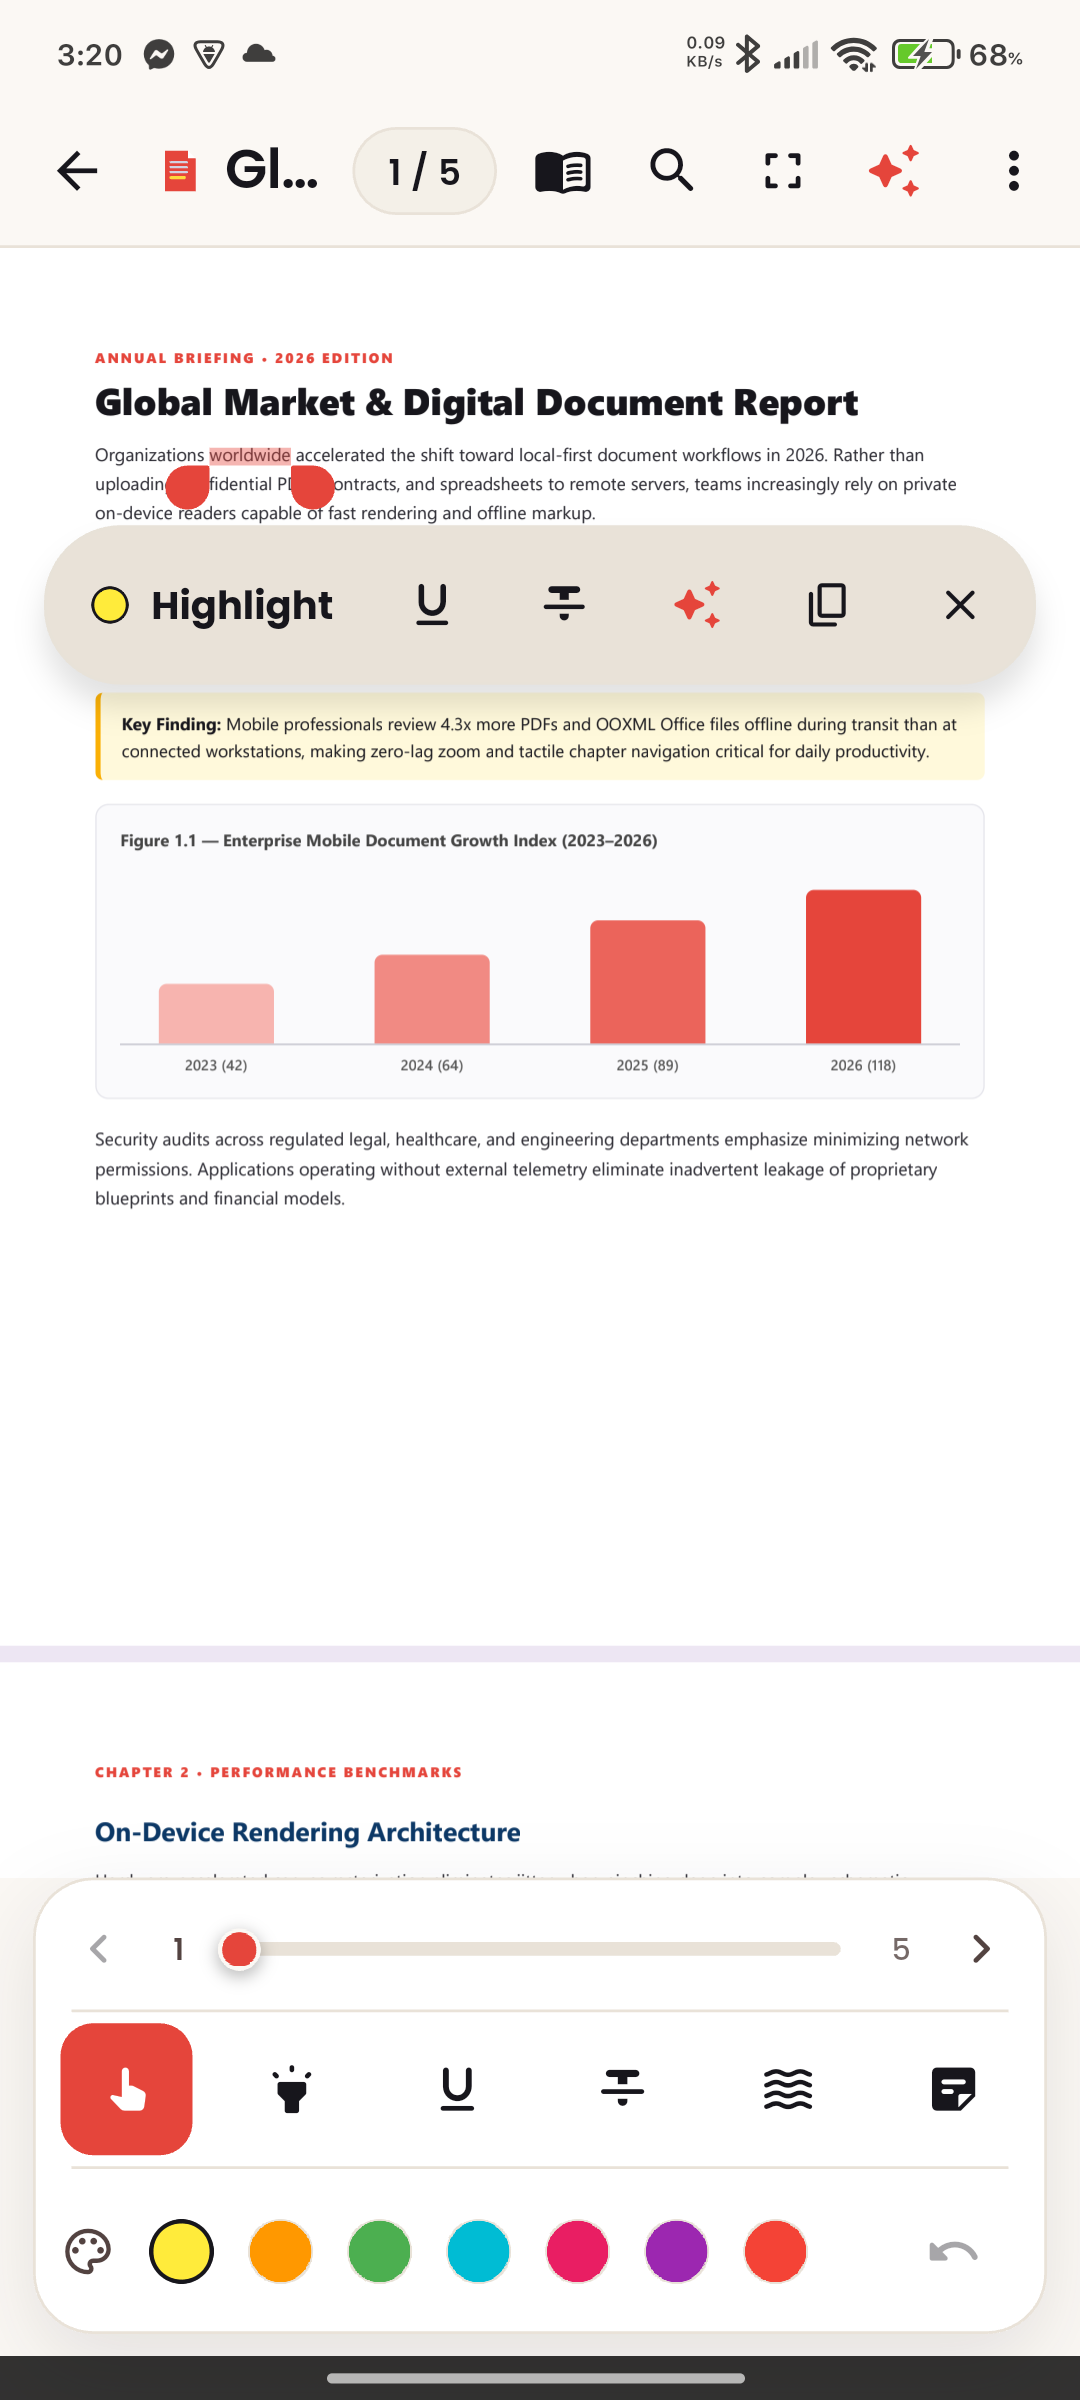 3:20
0.09
KB/s
68%
Gl...
1 / 5
ANNUAL BRIEFING • 2026 EDITION
Global Market & Digital Document Report
Organizations worldwide accelerated the shift toward local-first document workflows in 2026. Rather than
uploading fidential ontracts, and spreadsheets to remote servers, teams increasingly rely on private
on-device readers capable of fast rendering and offline markup.
Highlight
Key Finding: Mobile professionals review 4.3x more PDFs and OOXML Office files offline during transit than at
connected workstations, making zero-lag zoom and tactile chapter navigation critical for daily productivity.
Figure 1.1 — Enterprise Mobile Document Growth Index (2023–2026)
2023 (42)
2024 (64)
2025 (89)
2026 (118)
Security audits across regulated legal, healthcare, and engineering departments emphasize minimizing network
permissions. Applications operating without external telemetry eliminate inadvertent leakage of proprietary
blueprints and financial models.
CHAPTER 2 • PERFORMANCE BENCHMARKS
On-Device Rendering Architecture
1
5